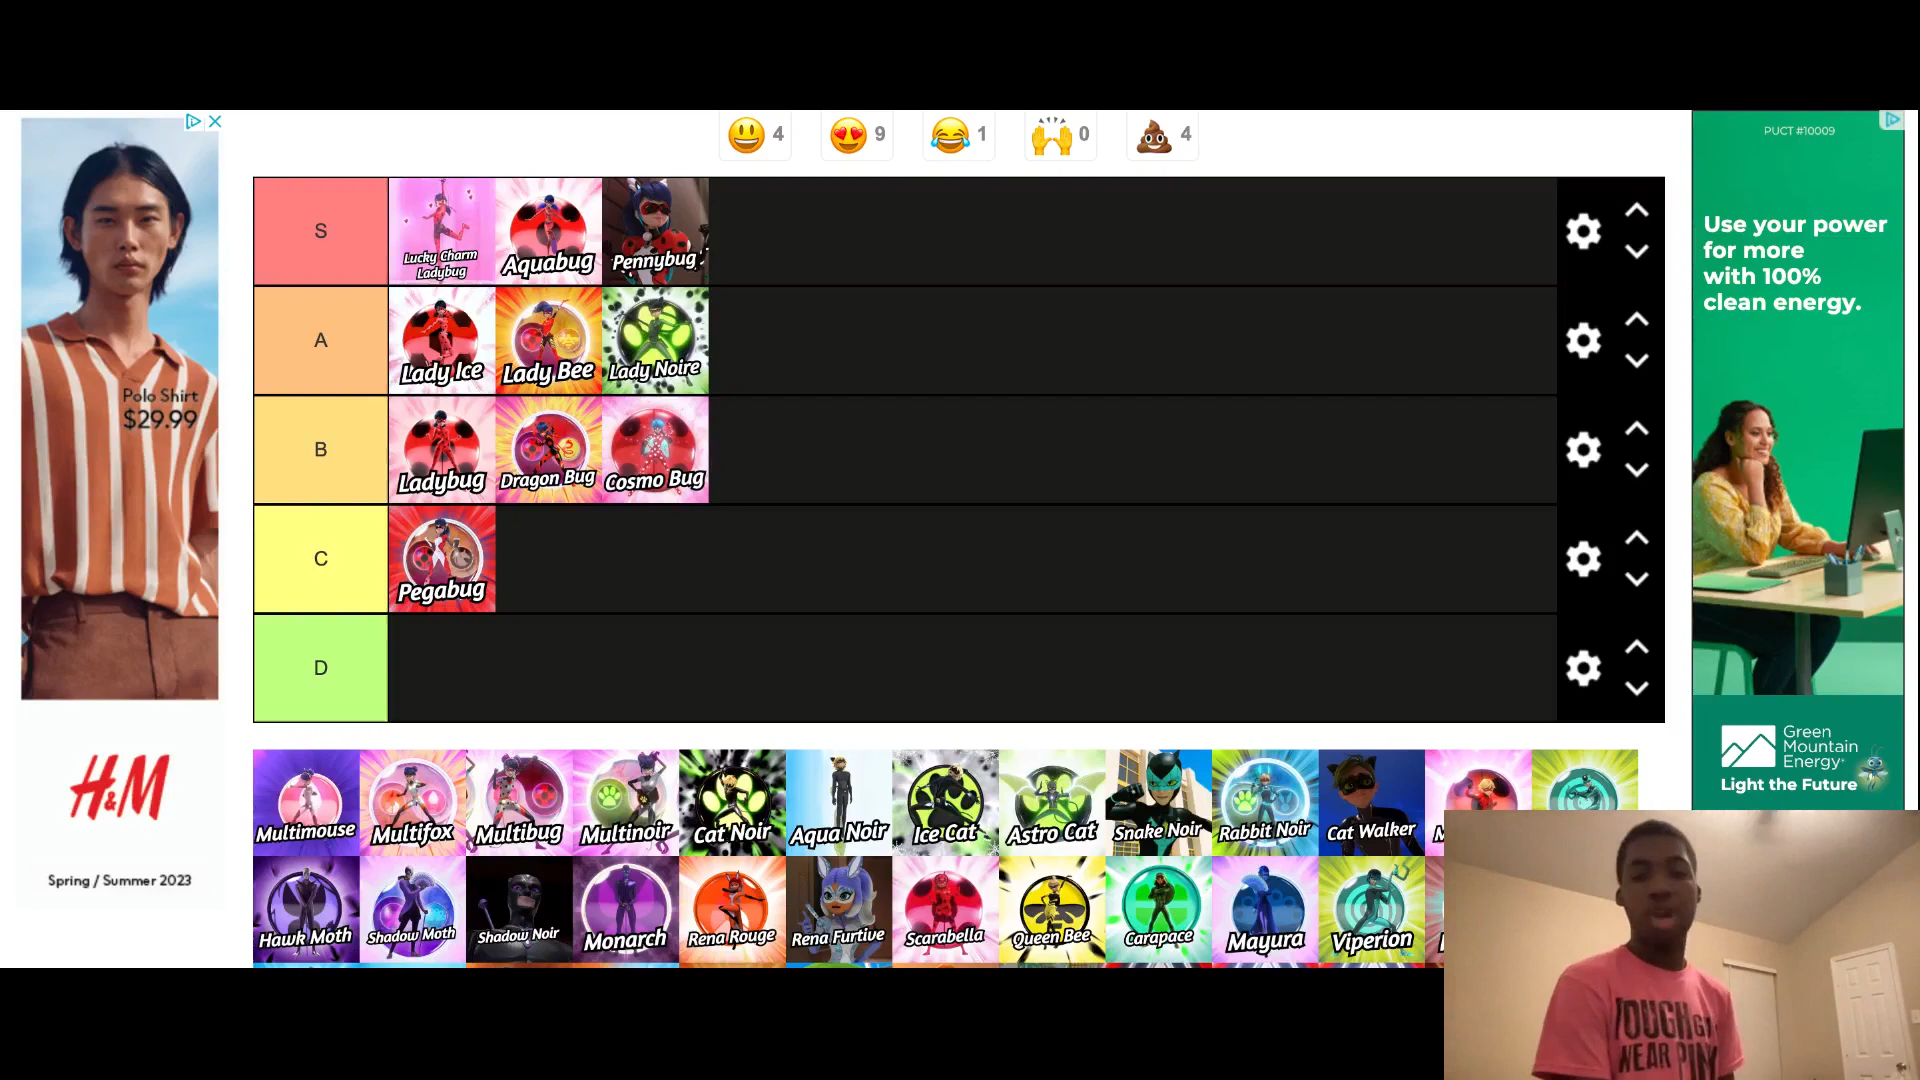 4
9
1
0
4
PUCT #10009
Use your power
for more
with 100%
clean energy.
Polo Shirt
$29.99
S
Lucky Charm
Ladybug
Aquabug
Pennybug
A
Lady Ice
Lady Bee
Lady Noire
B
Ladybug
Dragon Bug
Cosmo Bug
C
Pegabug
D
H&M
Spring / Summer 2023
Green
Mountain
Energy
Light the Future
Multimouse
Multifox
Multibug
Multinoir
Cat Noir
Aqua Noir
Ice Cat
Astro Cat
Snake Noir
Rabbit Noir
Cat Walker
Hawk Moth
Shadow Moth
Shadow Noir
Monarch
Rena Rouge
Rena Furtive
Scarabella
Queen Bee
Carapace
Mayura
Viperion
TOUGH
WEAR PINK